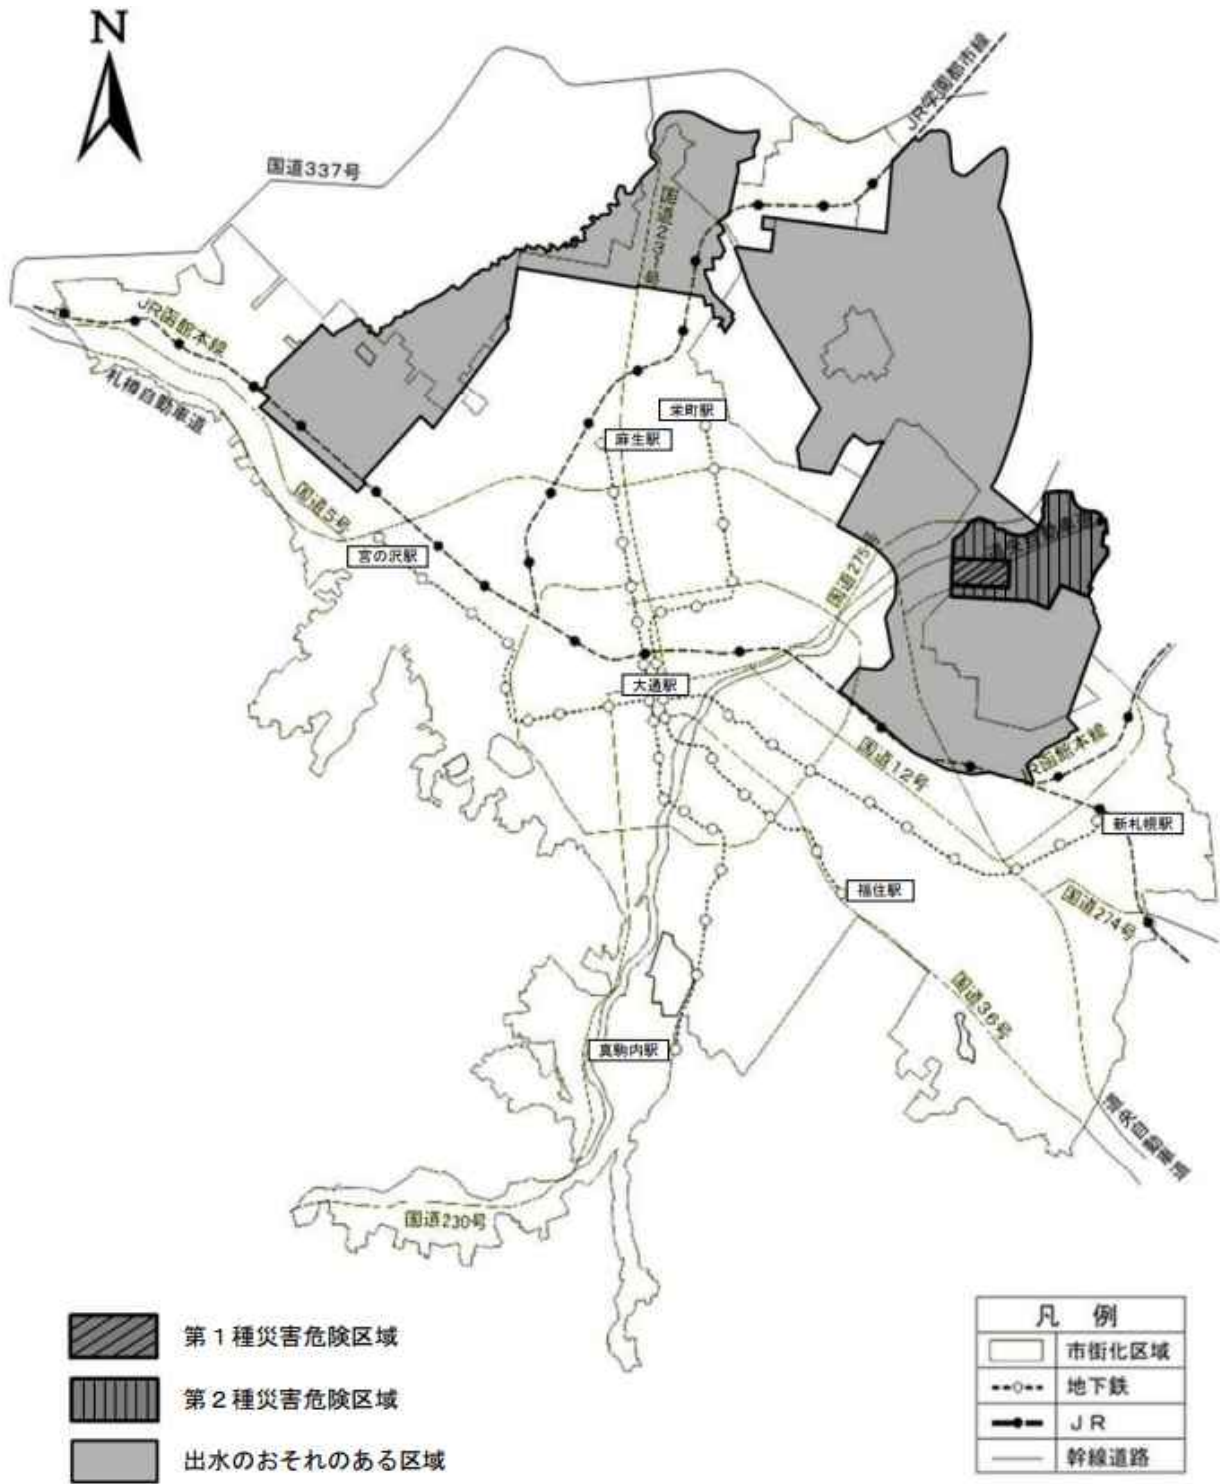 N
JR学園都市線
国道337号
国道231号
JR函館本線
札樽自動車道
栄町駅
麻生駅
国道5号
宮の沢駅
国道275号
大通駅
国道12号
JR函館本線
新札幌駅
福住駅
国道274号
国道36号
真駒内駅
道央自動車道
国道230号
第1種災害危険区域
第2種災害危険区域
出水のおそれのある区域
凡 例
市街化区域
地下鉄
JR
幹線道路